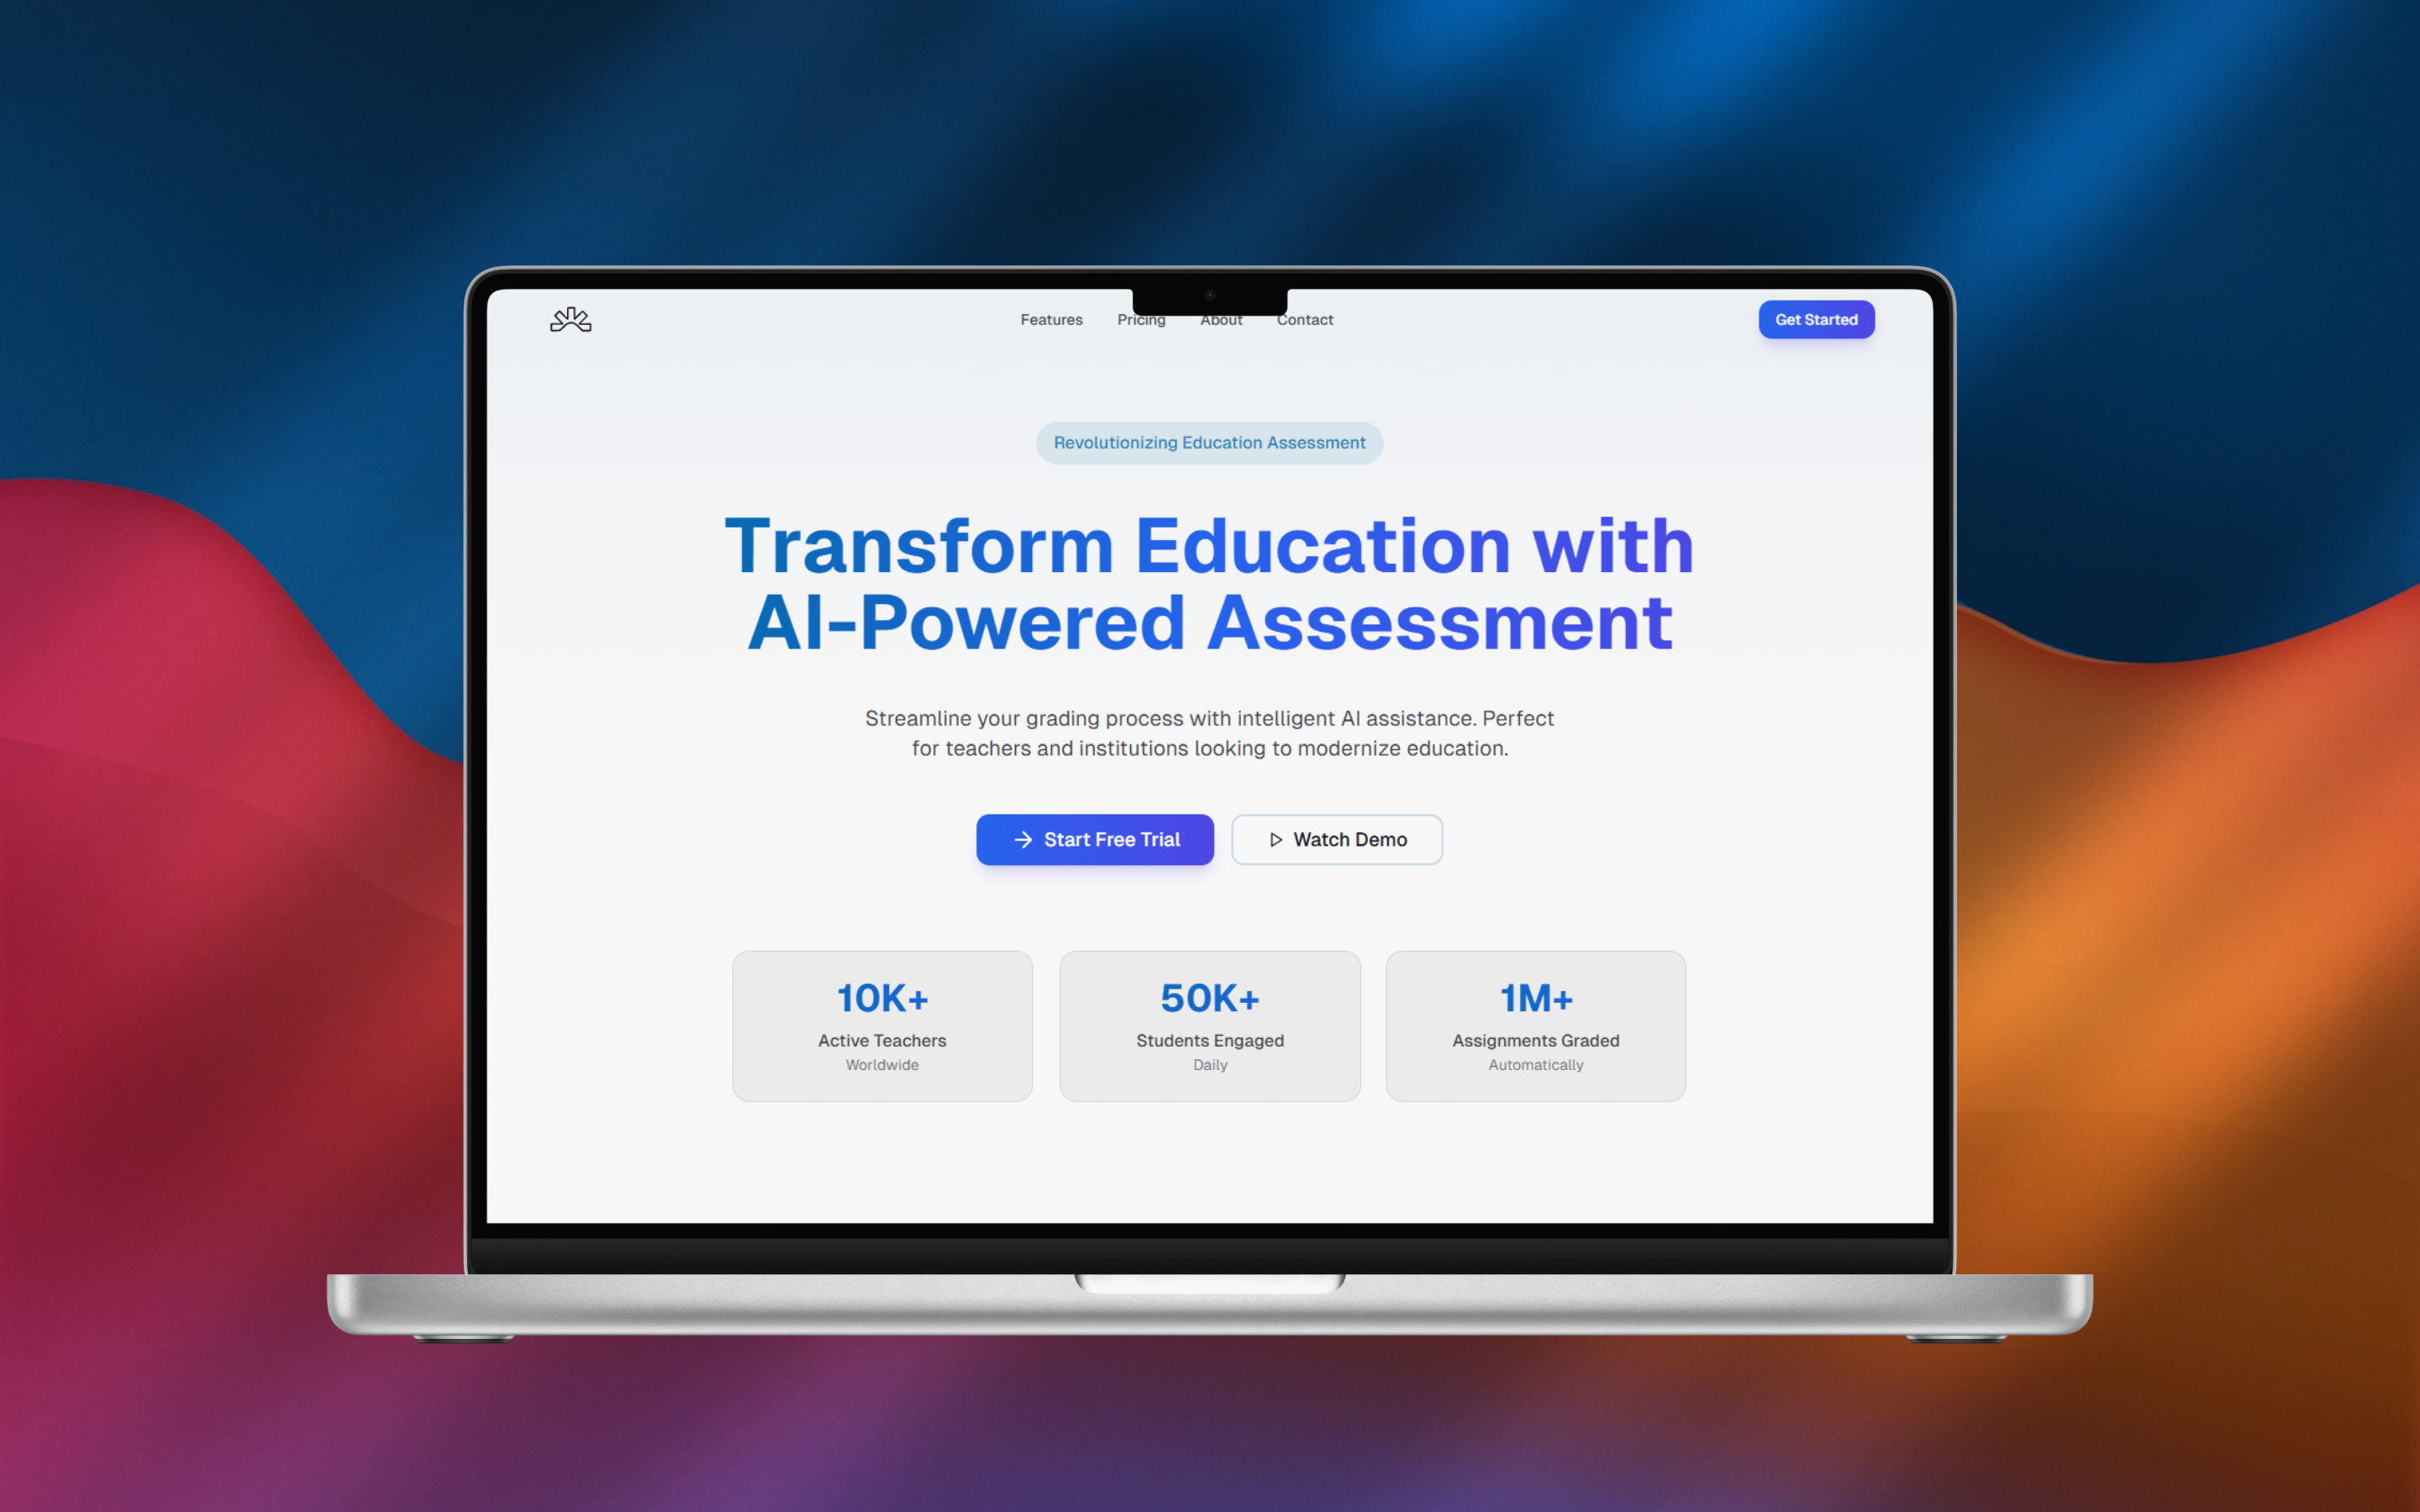 Features Pricing About Contact Get Started
Revolutionizing Education Assessment
Transform Education with
AI-Powered Assessment
Streamline your grading process with intelligent AI assistance. Perfect
for teachers and institutions looking to modernize education.
Start Free Trial Watch Demo
10K+ 50K+ 1M+
Active Teachers Students Engaged Assignments Graded
Worldwide Daily Automatically